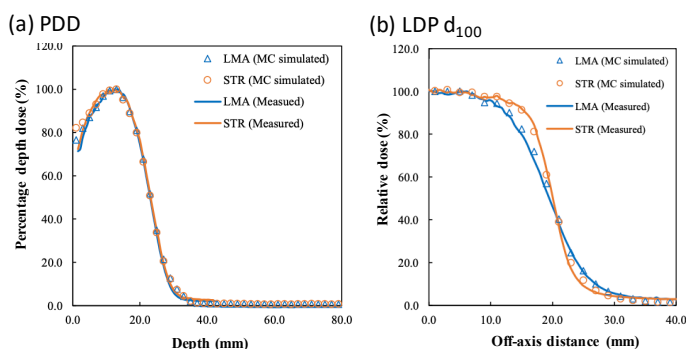 (a) PDD
(b) LDP d100
120.0
100.0
80.0
60.0
40.0
20.0
0.0
Percentage depth dose (%)
LMA (MC simulated)
STR (MC simulated)
LMA (Measued)
STR (Measured)
0.0 20.0 40.0 60.0 80.0
Depth (mm)
120.0
100.0
80.0
60.0
40.0
20.0
0.0
Relative dose (%)
LMA (MC simulated)
STR (MC simulated)
LMA (Measured)
STR (Measured)
0.0 10.0 20.0 30.0 40.0
Off-axis distance (mm)